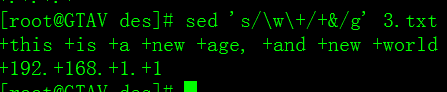 [root@GTAV des]# sed 's/\w\+/+&/g' 3.txt
+this +is +a +new +age, +and +new +world
+192.+168.+1.+1
[root@GTAV des]#